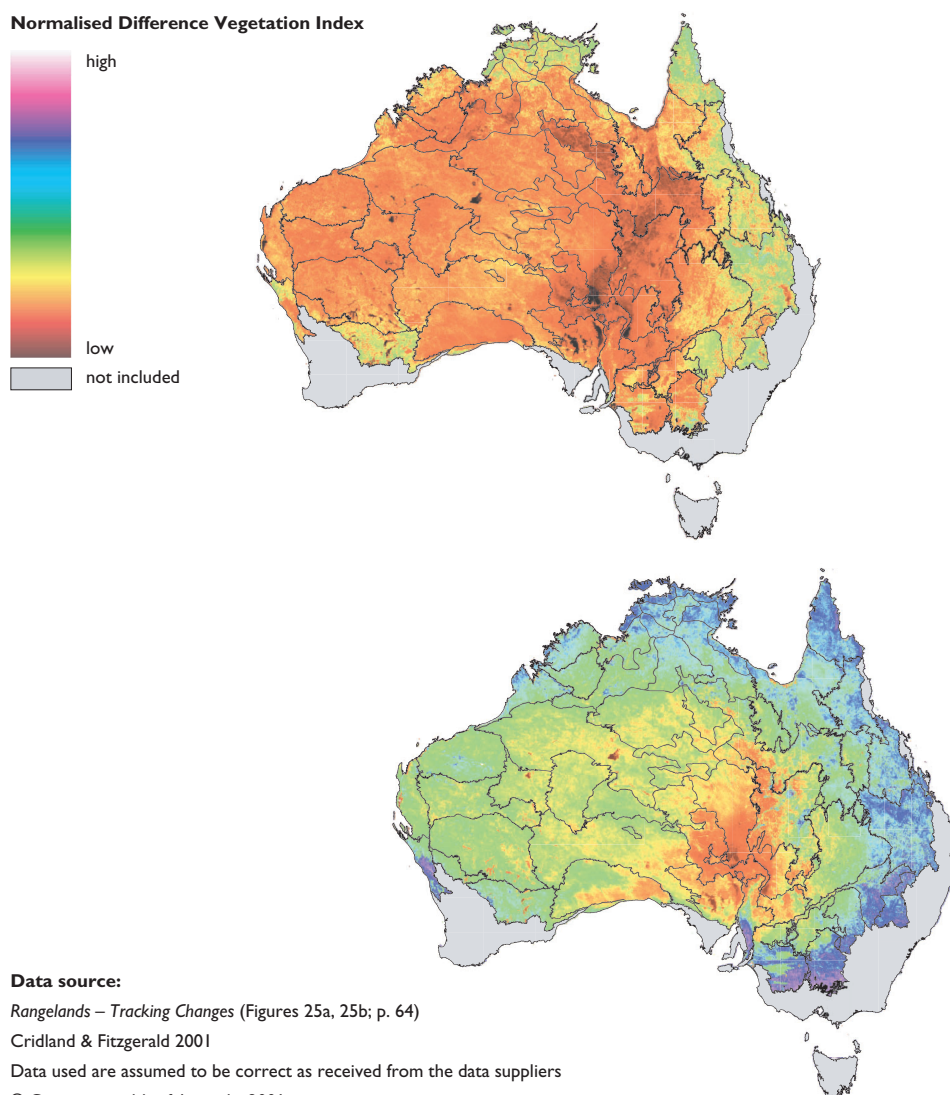 Normalised Difference Vegetation Index
high
low
not included
Data source:
Rangelands – Tracking Changes (Figures 25a, 25b; p. 64)
Cridland & Fitzgerald 2001
Data used are assumed to be correct as received from the data suppliers